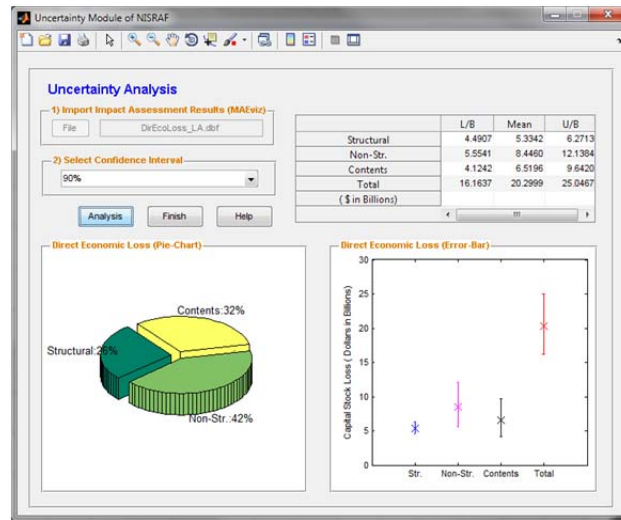 Uncertainty Module of NISRAF
Uncertainty Analysis
1) Import Impact Assessment Results (MAEviz)
File DirEcoLoss_LA.dbf
2) Select Confidence Interval
90%
Analysis Finish Help
L/B Mean U/B
Structural 4.4907 5.3342 6.2713
Non-Str. 5.5541 8.4460 12.1384
Contents 4.1242 6.5196 9.6420
Total 16.1637 20.2999 25.0467
( $ in Billions)
Direct Economic Loss (Pie-Chart)
Contents:32%
Structural:26%
Non-Str.:42%
Direct Economic Loss (Error-Bar)
Capital Stock Loss ( Dollars in Billions)
30
25
20
15
10
5
0
Str. Non-Str. Contents Total